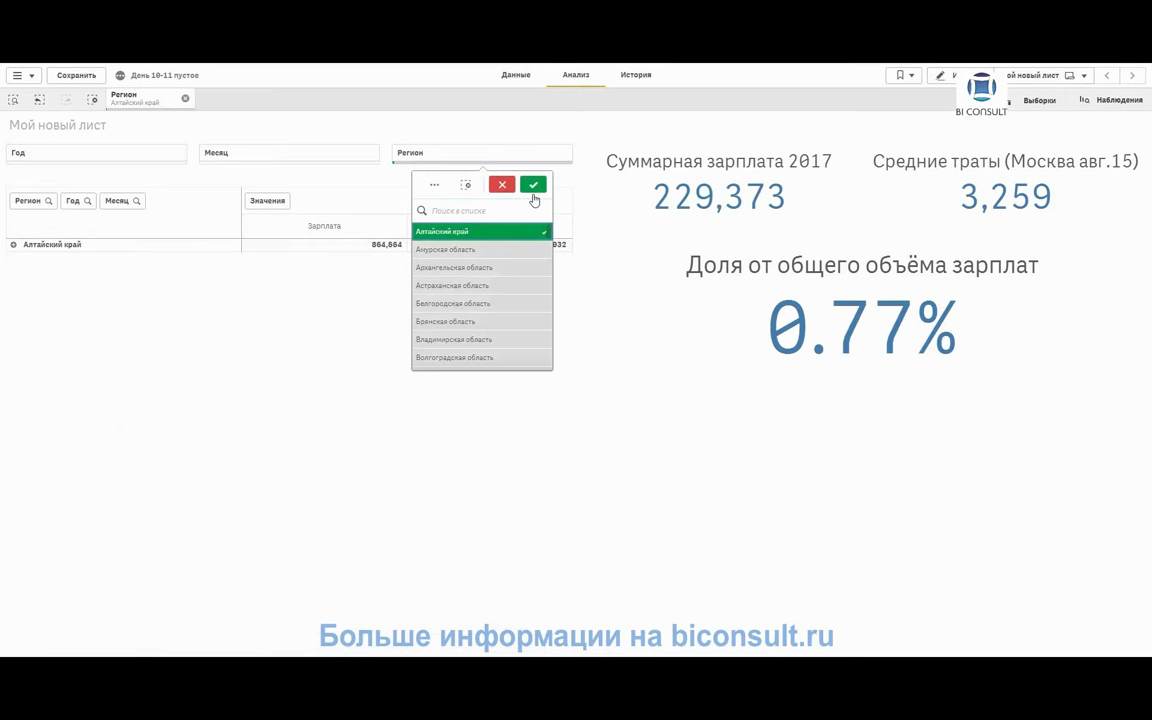 Сохранить
День 10-11 пустое
Данные
Анализ
История
И
ой новый лист
Регион
Алтайский край
BI CONSULT
Выборки
Наблюдения
Мой новый лист
Год
Месяц
Регион
Суммарная зарплата 2017
229,373
Средние траты (Москва авг.15)
3,259
Доля от общего объёма зарплат
0.77%
Регион
Год
Месяц
Значения
Зарплата
Алтайский край
864,664
932
Поиск в списке
Алтайский край
Амурская область
Архангельская область
Астраханская область
Белгородская область
Брянская область
Владимирская область
Волгоградская область
Больше информации на biconsult.ru